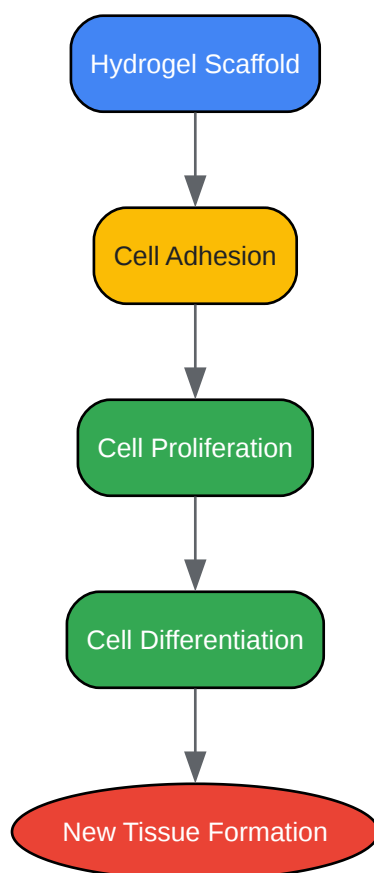 Hydrogel Scaffold
Cell Adhesion
Cell Proliferation
Cell Differentiation
New Tissue Formation